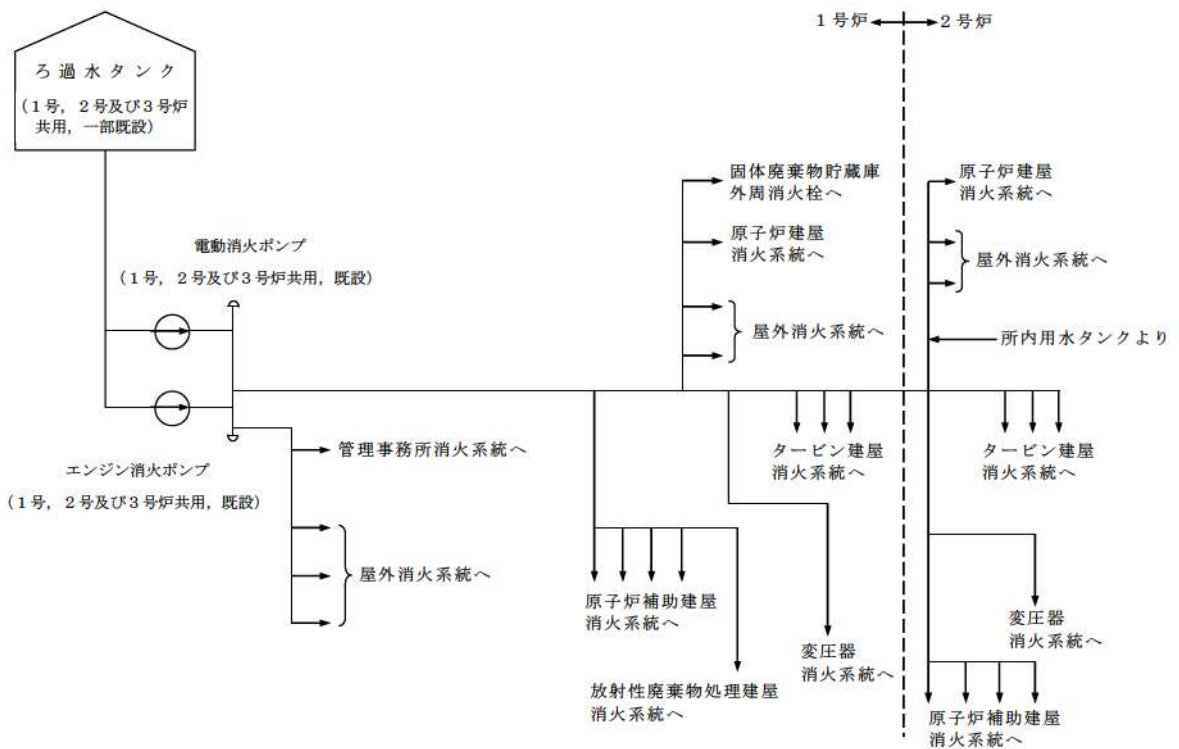 1号炉
2号炉
ろ過水タンク
（1号，2号及び3号炉
共用，一部既設）
電動消火ポンプ
（1号，2号及び3号炉共用，既設）
エンジン消火ポンプ
（1号，2号及び3号炉共用，既設）
管理事務所消火系統へ
屋外消火系統へ
固体廃棄物貯蔵庫
外周消火栓へ
原子炉建屋
消火系統へ
屋外消火系統へ
タービン建屋
消火系統へ
原子炉補助建屋
消火系統へ
放射性廃棄物処理建屋
消火系統へ
変圧器
消火系統へ
原子炉建屋
消火系統へ
屋外消火系統へ
所内用水タンクより
タービン建屋
消火系統へ
変圧器
消火系統へ
原子炉補助建屋
消火系統へ